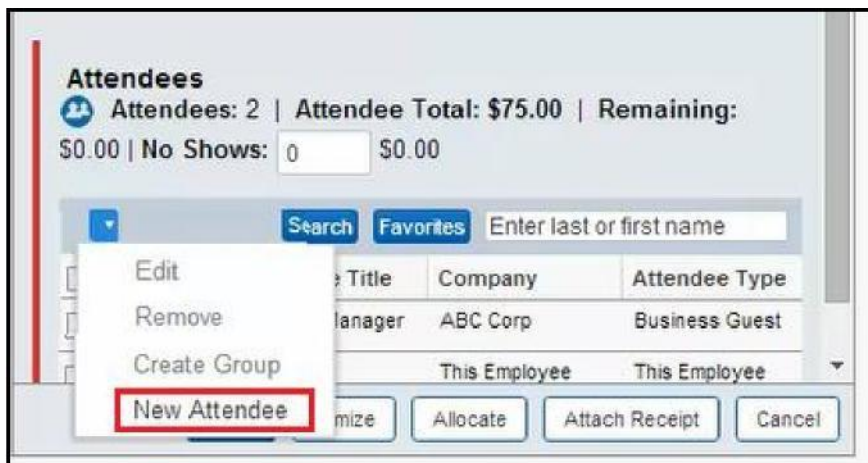 Attendees
Attendees: 2 | Attendee Total: $75.00 | Remaining:
$0.00 | No Shows: 0 $0.00
Search Favorites Enter last or first name
Edit
Title Company Attendee Type
Remove
ABC Corp Business Guest
Create Group
This Employee This Employee
New Attendee
Allocate Attach Receipt Cancel